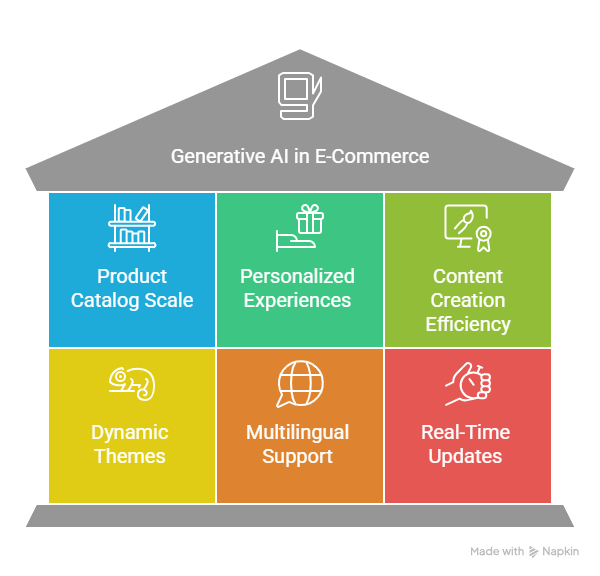 Generative AI in E-Commerce
Product
Catalog Scale
Personalized
Experiences
Content
Creation
Efficiency
Dynamic
Themes
Multilingual
Support
Real-Time
Updates
Made with Napkin